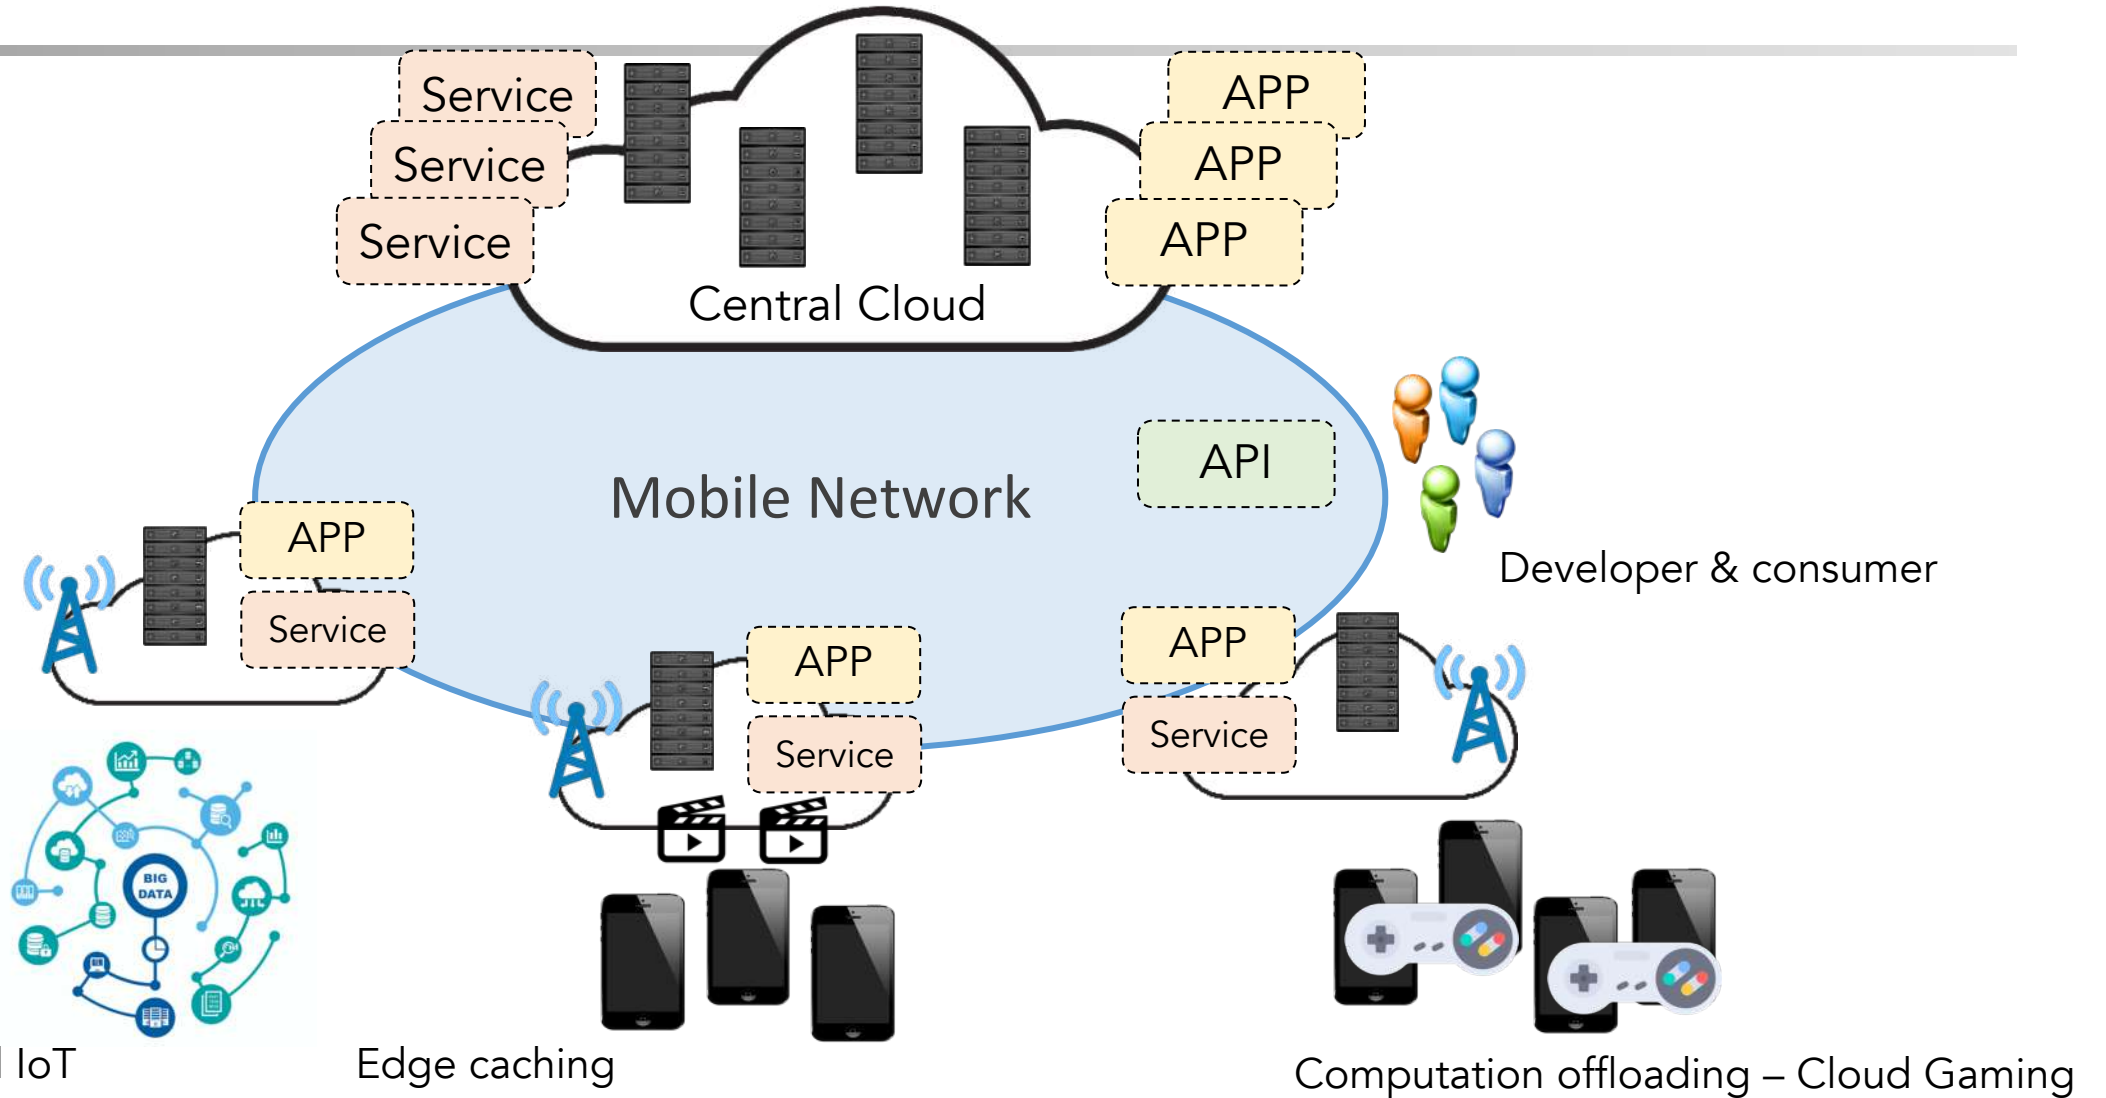 Service
APP
Service
APP
Service
APP
Central Cloud
API
Mobile Network
APP
Developer & consumer
Service
APP
APP
Service
Service
BIG
DATA
IoT
Edge caching
Computation offloading – Cloud Gaming